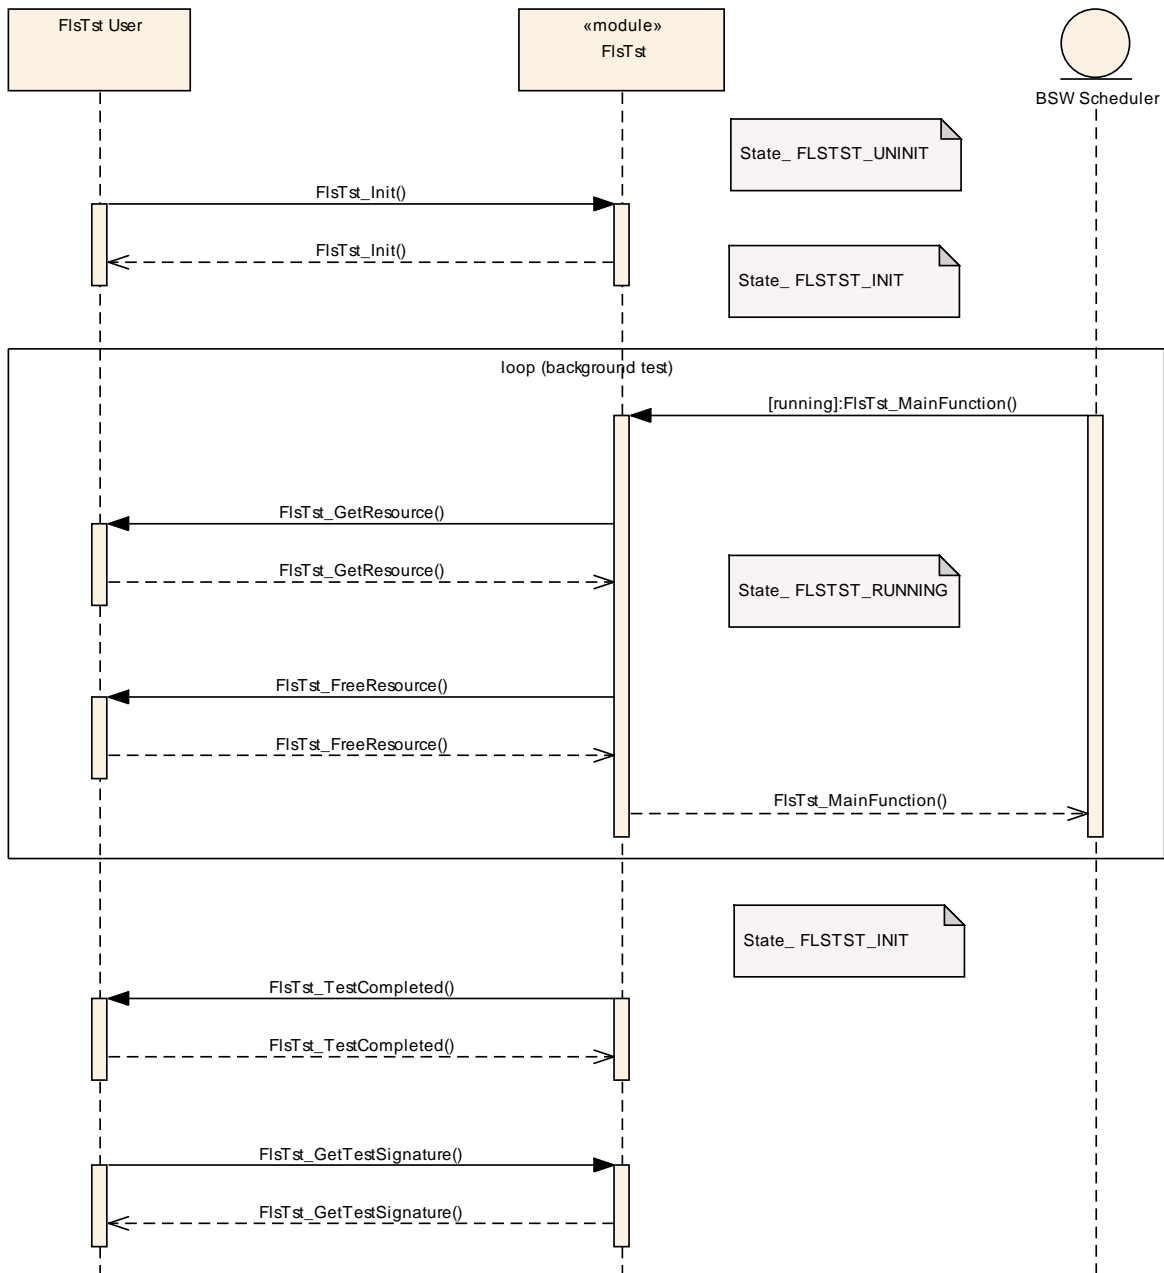 FlsTst User
«module»
FlsTst
BSW Scheduler
State_ FLSTST_UNINIT
FlsTst_Init()
FlsTst_Init()
State_ FLSTST_INIT
loop (background test)
[running]:FlsTst_MainFunction()
FlsTst_GetResource()
FlsTst_GetResource()
State_ FLSTST_RUNNING
FlsTst_FreeResource()
FlsTst_FreeResource()
FlsTst_MainFunction()
State_ FLSTST_INIT
FlsTst_TestCompleted()
FlsTst_TestCompleted()
FlsTst_GetTestSignature()
FlsTst_GetTestSignature()